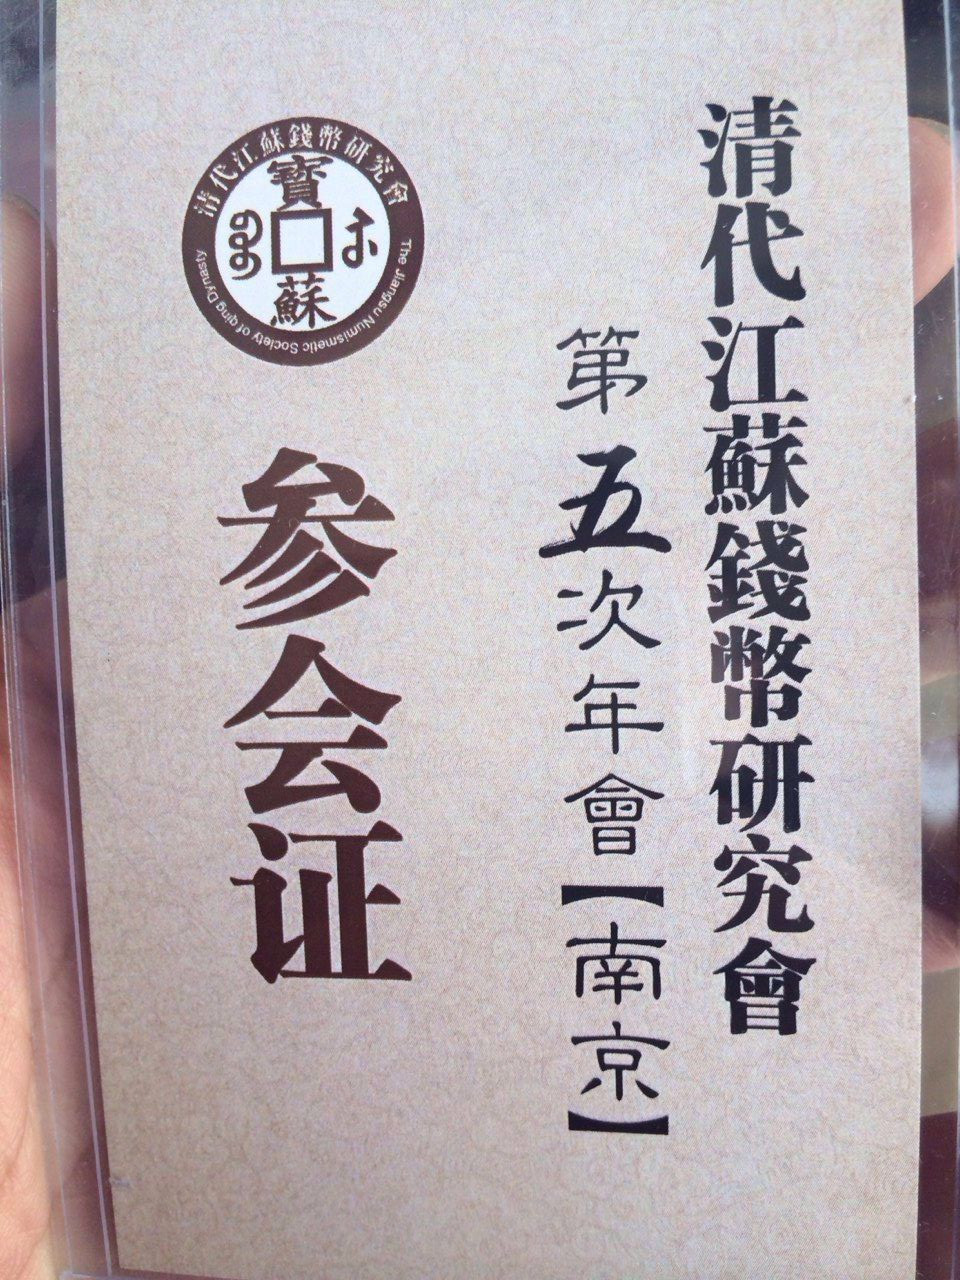 清代江蘇錢幣研究會
第五次年會【南京】
清代江蘇錢幣研究會
寶蘇
The Jiangsu Numismetic Society of qing Dynasty
参会证